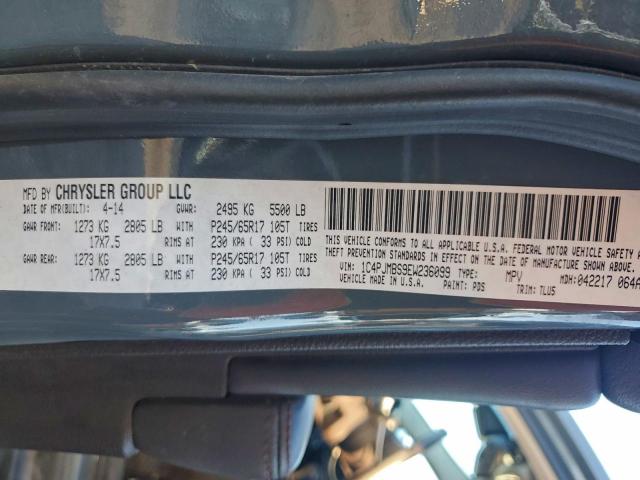 MFD BY CHRYSLER GROUP LLC
DATE OF MFR(BUILT): 4-14 GVWR: 2495 KG 5500 LB
GAWR FRONT: 1273 KG 2805 LB WITH P245/65R17 105T TIRES
17X7.5 RIMS AT 230 KPA ( 33 PSI) COLD
GAWR REAR: 1273 KG 2805 LB WITH P245/65R17 105T TIRES
17X7.5 RIMS AT 230 KPA ( 33 PSI) COLD
THIS VEHICLE CONFORMS TO ALL APPLICABLE U.S.A. FEDERAL MOTOR VEHICLE SAFETY
BUMPER AND THEFT PREVENTION STANDARDS IN EFFECT ON THE DATE OF MANUFACTURE SHOWN ABOVE.
VIN: 1C4PJMBS9EW236099 TYPE: MPV MDH: 042217 064A
VEHICLE MADE IN U.S.A. PAINT: PDS TRIM: TLUS